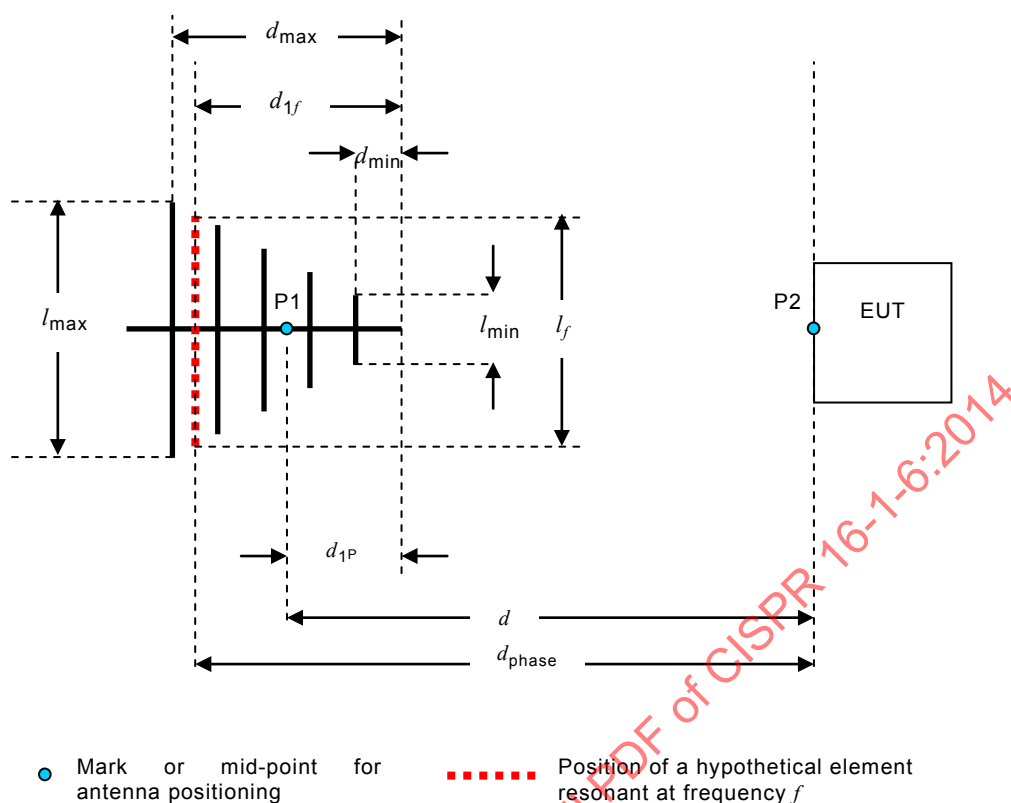 dmax
d1f
dmin
P1
P2
EUT
lmax
lmin
lf
d1P
d
dphase
Mark or mid-point for
antenna positioning
Position of a hypothetical element
resonant at frequency f
PDF of CISPR 16-1-6:2014